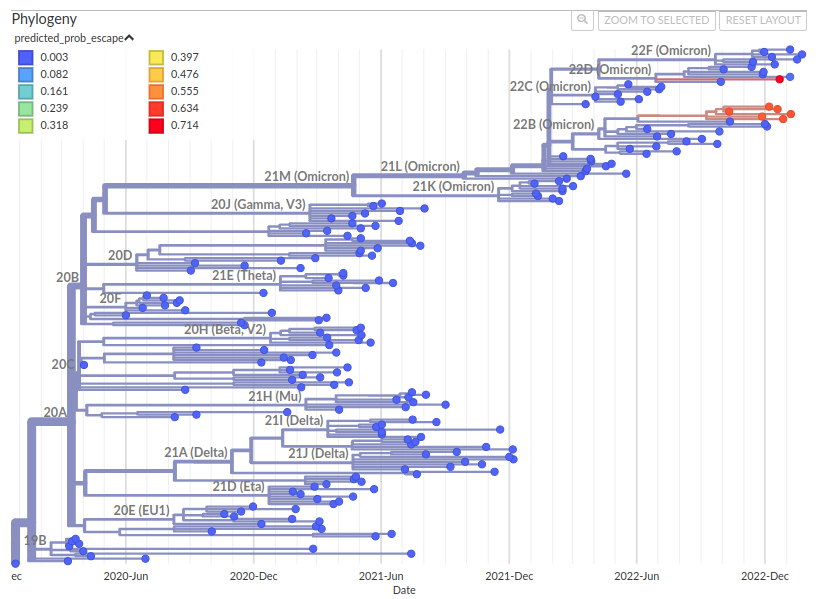 Phylogeny
ZOOM TO SELECTED
RESET LAYOUT
predicted_prob_escape
0.003
0.082
0.161
0.239
0.318
0.397
0.476
0.555
0.634
0.714
22F (Omicron)
22D (Omicron)
22C (Omicron)
22B (Omicron)
21L (Omicron)
21M (Omicron)
21K (Omicron)
20J (Gamma, V3)
20D
21E (Theta)
20B
20F
20H (Beta, V2)
20C
21H (Mu)
20A
21I (Delta)
21A (Delta)
21J (Delta)
21D (Eta)
20E (EU1)
19B
ec
2020-Jun
2020-Dec
2021-Jun
2021-Dec
2022-Jun
2022-Dec
Date